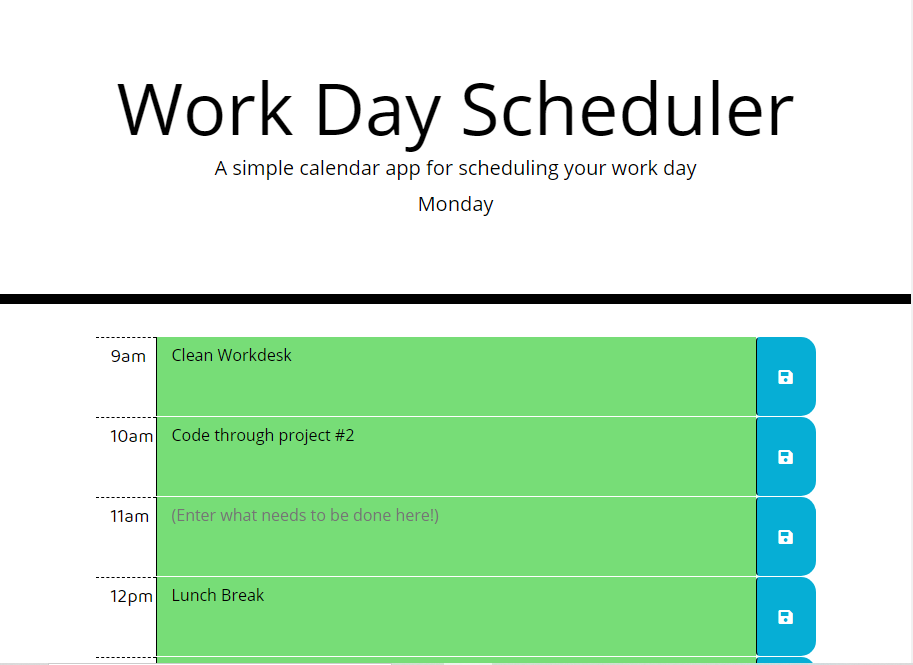 Work Day Scheduler
A simple calendar app for scheduling your work day
Monday
9am Clean Workdesk
10am Code through project #2
11am (Enter what needs to be done here!)
12pm Lunch Break